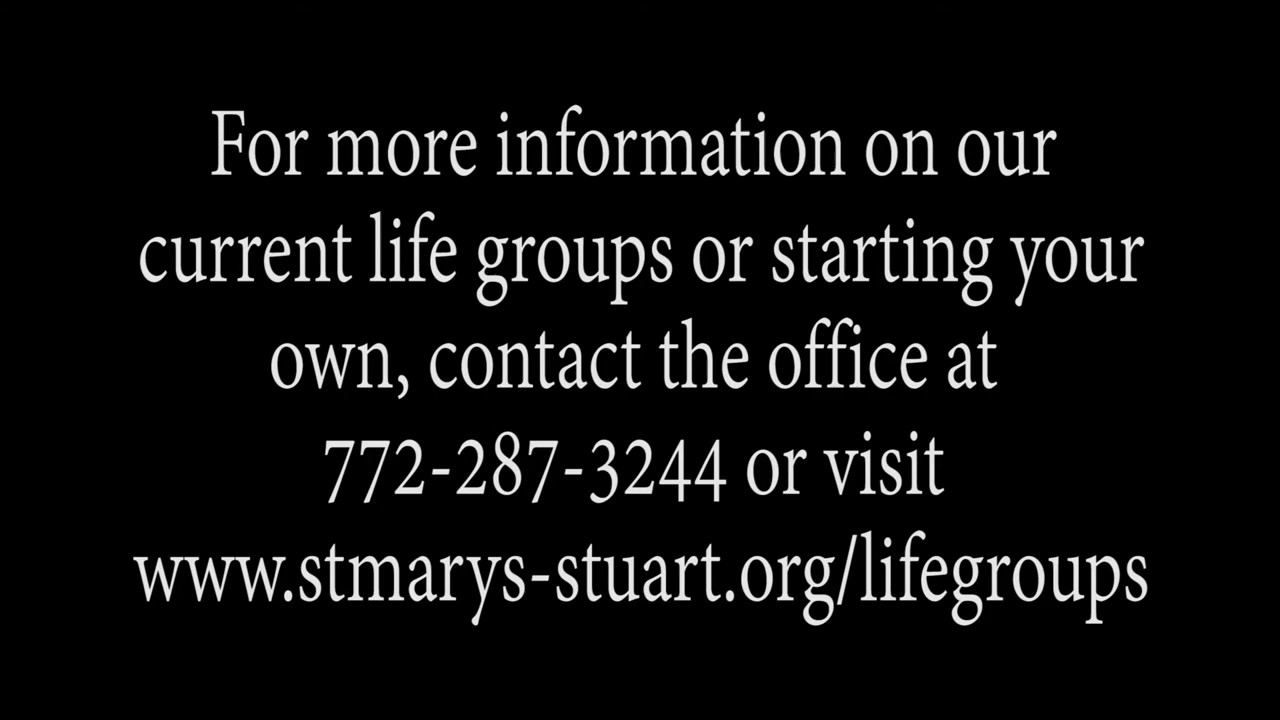 For more information on our
current life groups or starting your
own, contact the office at
772-287-3244 or visit
www.stmarys-stuart.org/lifegroups